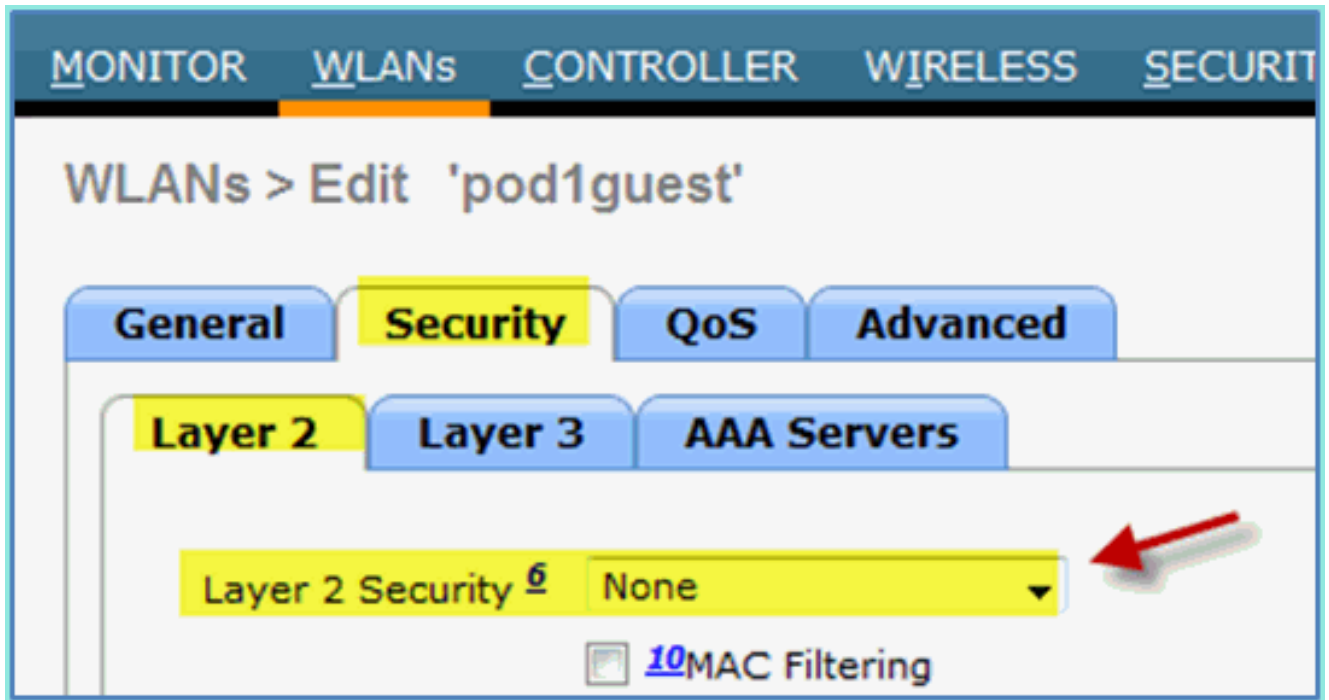 MONITOR WLANs CONTROLLER WIRELESS SECURIT
WLANs > Edit 'pod1guest'
General Security QoS Advanced
Layer 2 Layer 3 AAA Servers
Layer 2 Security 6 None
10MAC Filtering